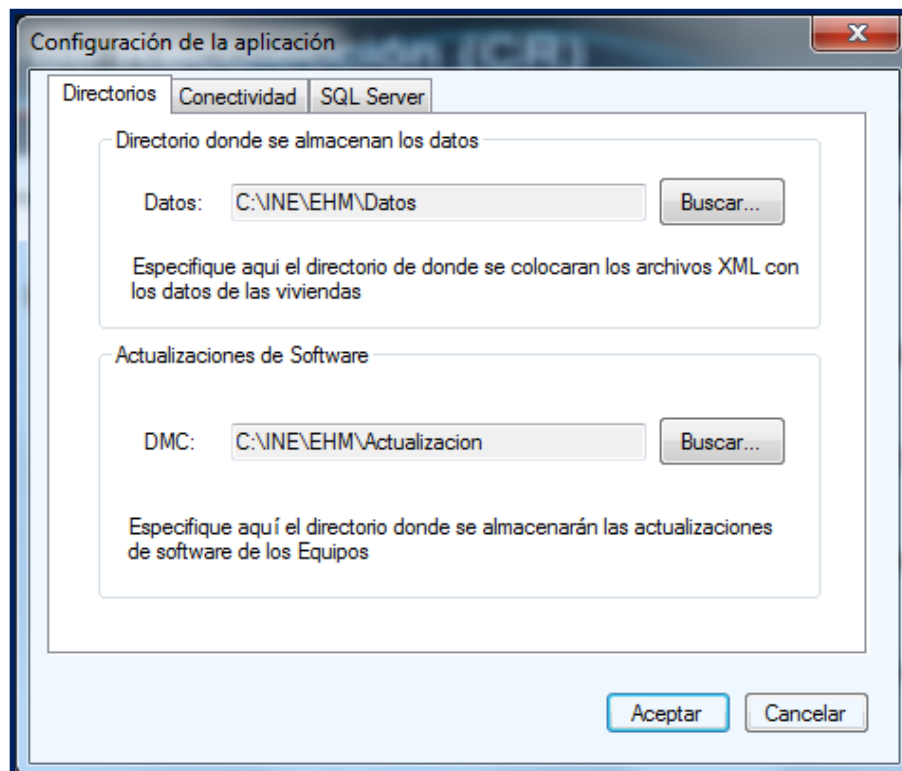 Configuración de la aplicación
Directorios Conectividad SQL Server
Directorio donde se almacenan los datos
Datos: C:\INE\EHM\Datos Buscar...
Especifique aqui el directorio de donde se colocaran los archivos XML con
los datos de las viviendas
Actualizaciones de Software
DMC: C:\INE\EHM\Actualizacion Buscar...
Especifique aquí el directorio donde se almacenarán las actualizaciones
de software de los Equipos
Aceptar Cancelar